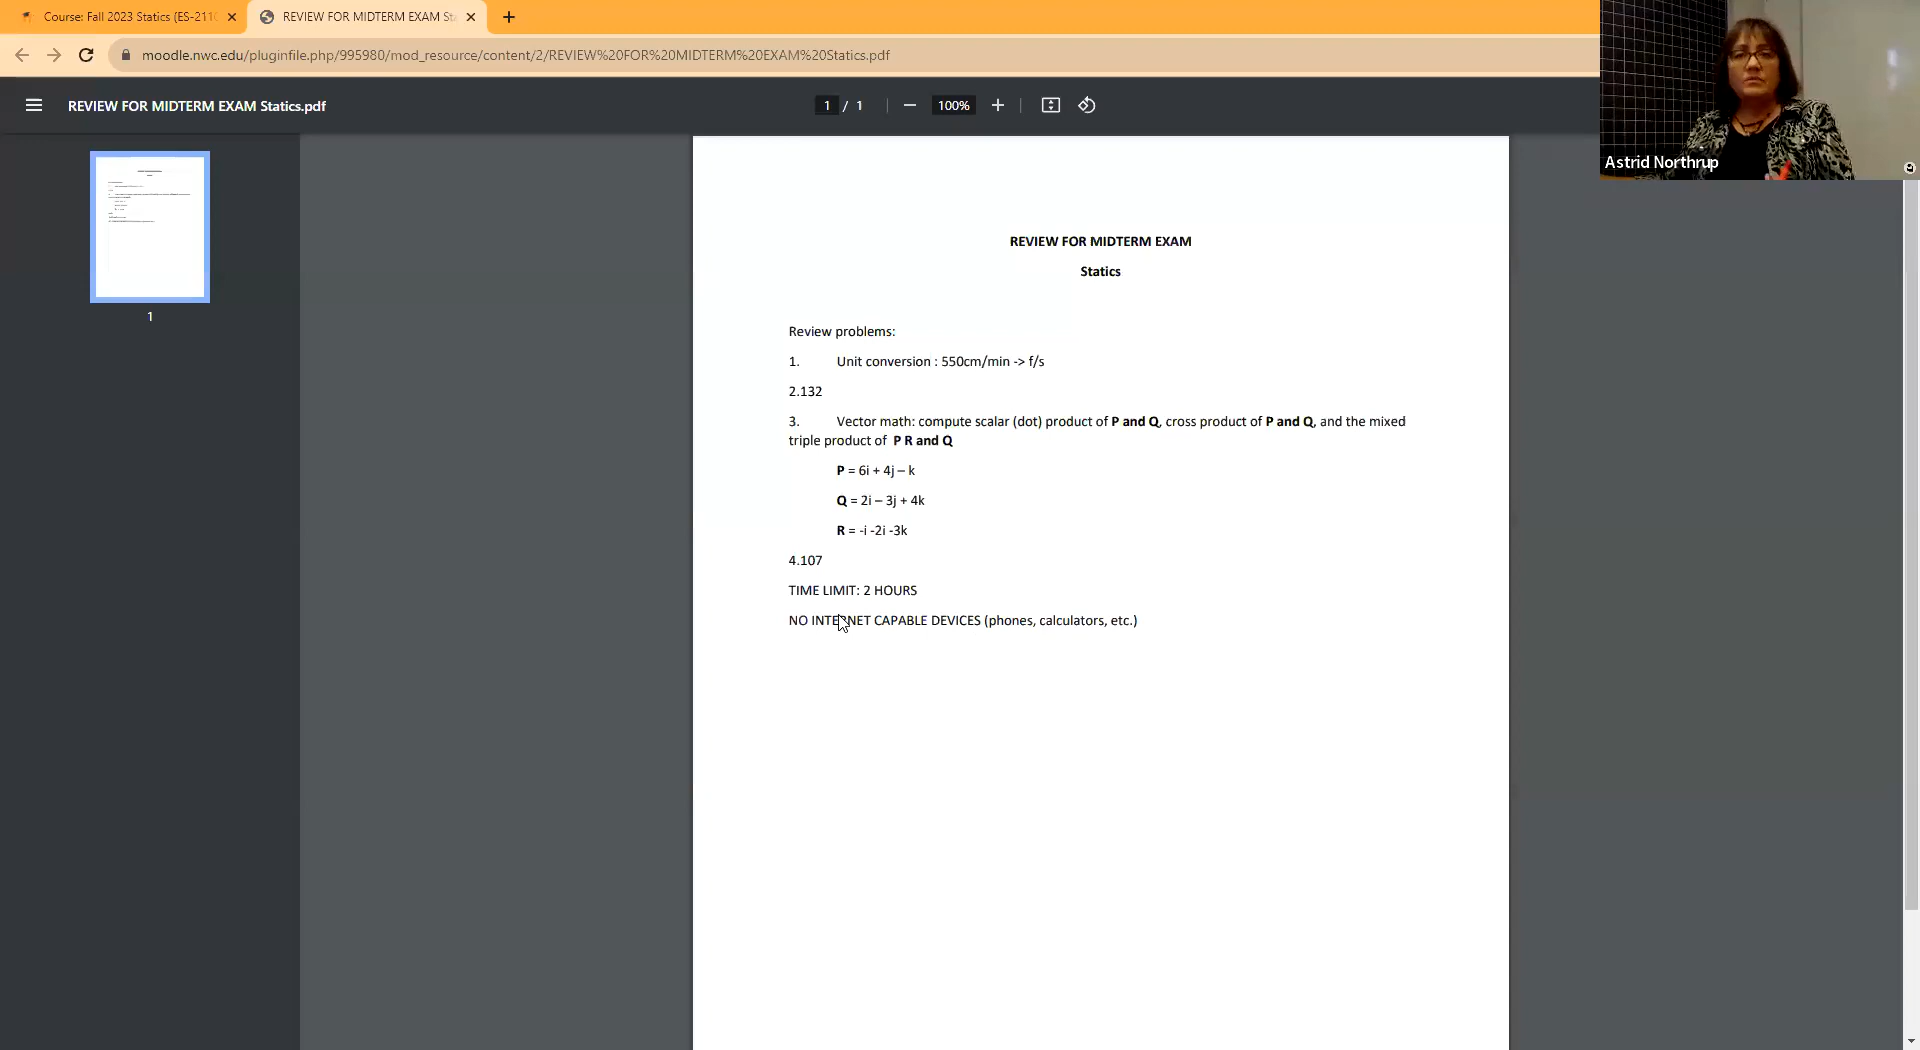 Course: Fall 2023 Statics (ES-211
REVIEW FOR MIDTERM EXAM St
moodle.nwc.edu/pluginfile.php/995980/mod_resource/content/2/REVIEW%20FOR%20MIDTERM%20EXAM%20Statics.pdf
REVIEW FOR MIDTERM EXAM Statics.pdf
1 / 1
100%
Astrid Northrup
1
REVIEW FOR MIDTERM EXAM
Statics
Review problems:
1. Unit conversion : 550cm/min -> f/s
2.132
3. Vector math: compute scalar (dot) product of P and Q, cross product of P and Q, and the mixed
triple product of P R and Q
P = 6i + 4j – k
Q = 2i – 3j + 4k
R = -i -2i -3k
4.107
TIME LIMIT: 2 HOURS
NO INTERNET CAPABLE DEVICES (phones, calculators, etc.)